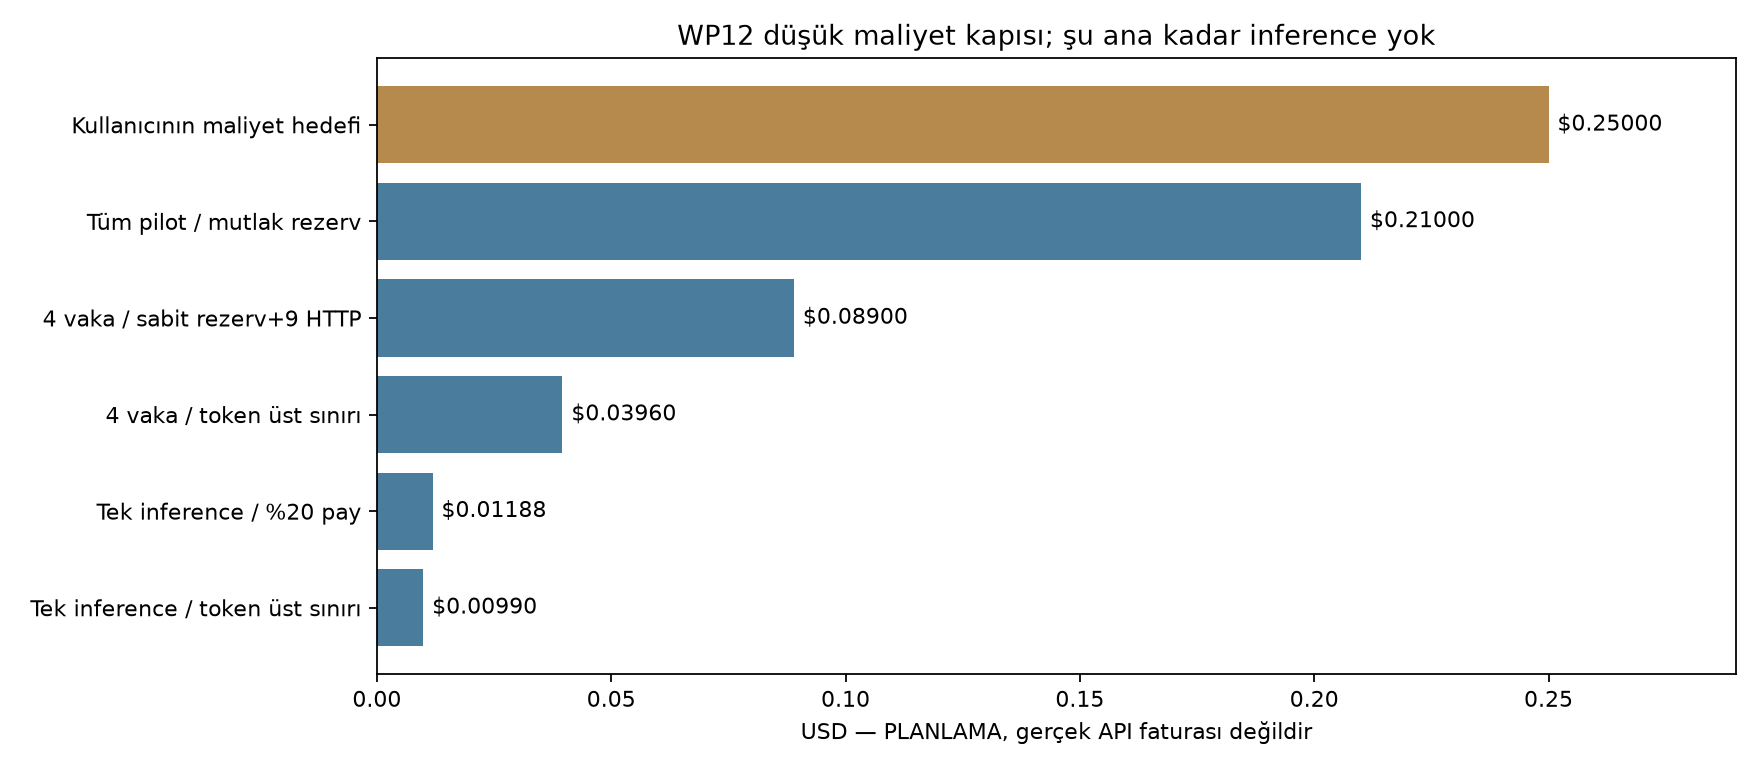 WP12 düşük maliyet kapısı; şu ana kadar inference yok
Kullanıcının maliyet hedefi
$0.25000
Tüm pilot / mutlak rezerv
$0.21000
4 vaka / sabit rezerv+9 HTTP
$0.08900
4 vaka / token üst sınırı
$0.03960
Tek inference / %20 pay
$0.01188
Tek inference / token üst sınırı
$0.00990
0.00 0.05 0.10 0.15 0.20 0.25
USD — PLANLAMA, gerçek API faturası değildir